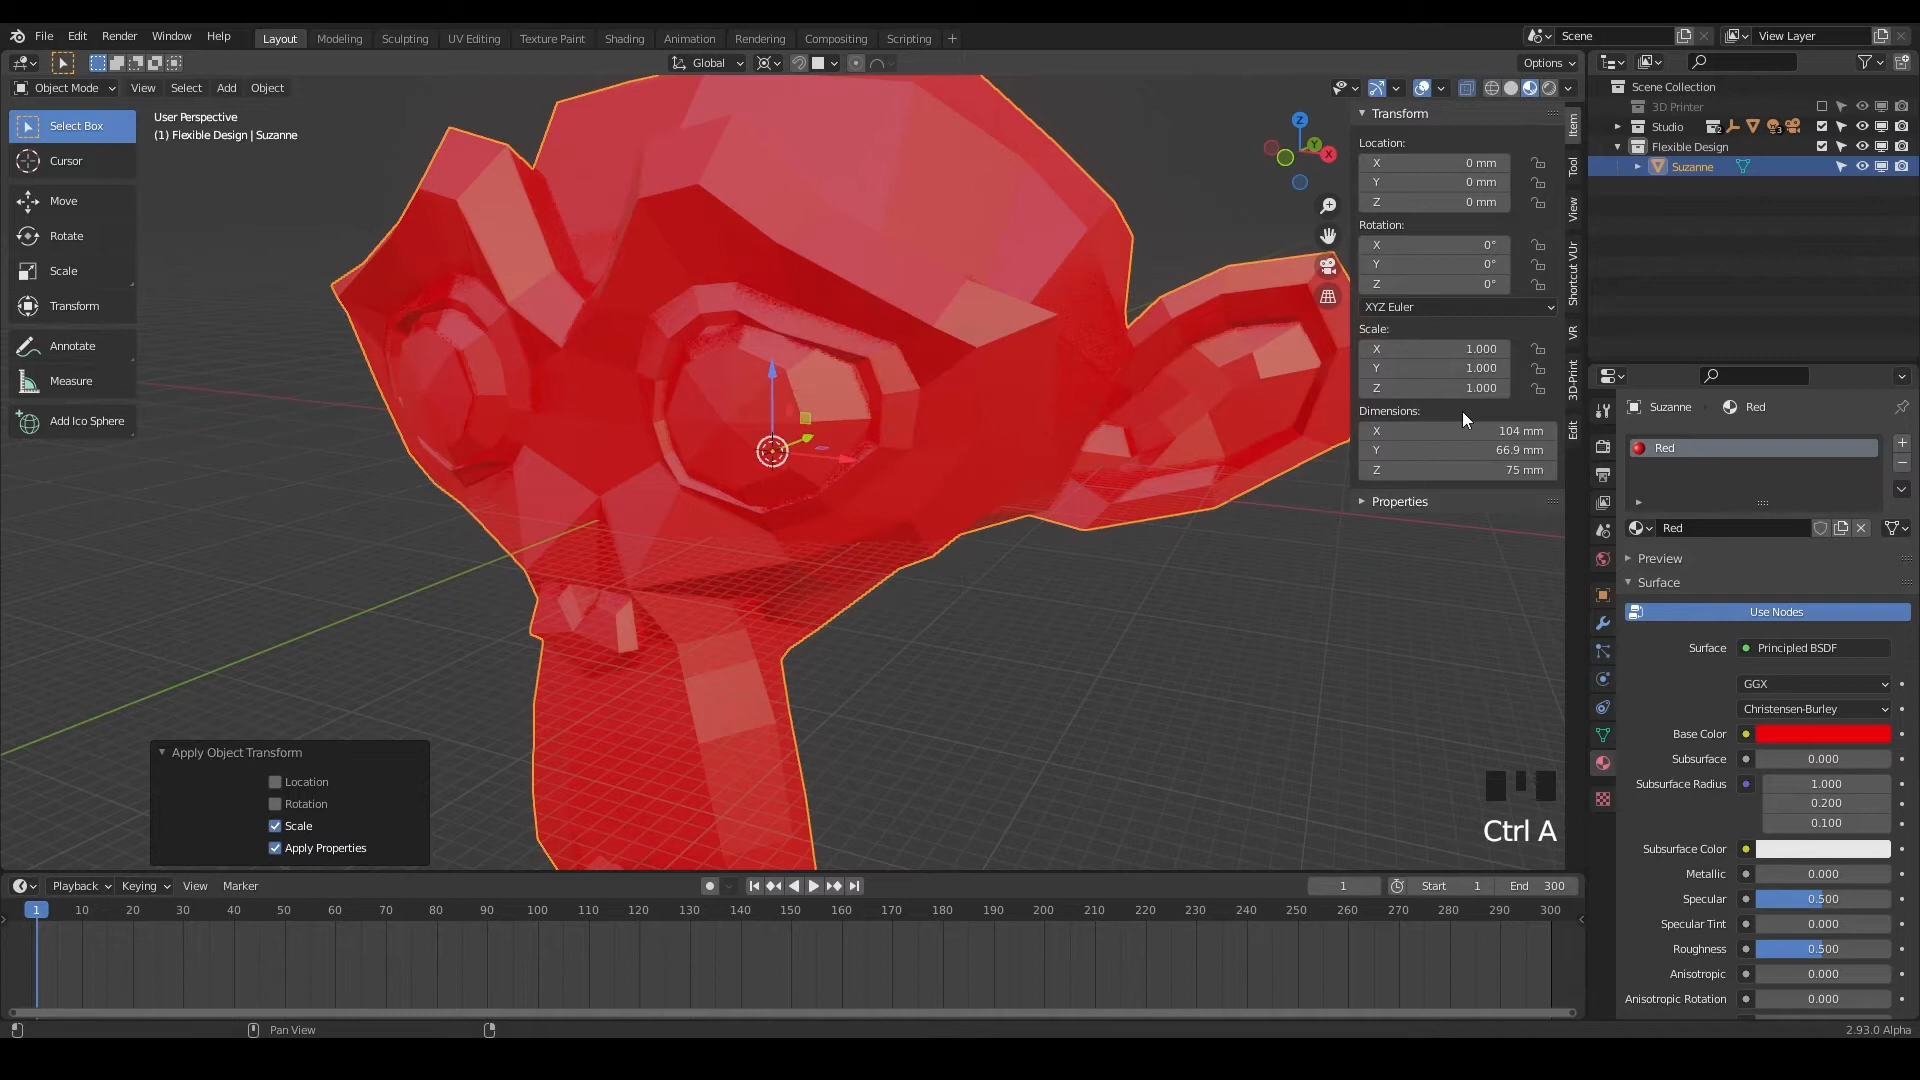 File Edit Render Window Help Layout Modeling Sculpting UV Editing Texture Paint Shading Animation Rendering Compositing Scripting + Scene View Layer
Global Options
Object Mode View Select Add Object
Select Box
Cursor
Move
Rotate
Scale
Transform
Annotate
Measure
Add Ico Sphere
User Perspective
(1) Flexible Design | Suzanne
Z
Y
X
Transform
Location:
X 0 mm
Y 0 mm
Z 0 mm
Rotation:
X 0°
Y 0°
Z 0°
XYZ Euler
Scale:
X 1.000
Y 1.000
Z 1.000
Dimensions:
X 104 mm
Y 66.9 mm
Z 75 mm
Properties
Item
Tool
View
Shortcut VUr
VR
3D-Print
Edit
Scene Collection
3D Printer
Studio 2 3
Flexible Design
Suzanne
Suzanne Red
Red
Red
Preview
Surface
Use Nodes
Surface Principled BSDF
GGX
Christensen-Burley
Base Color
Subsurface 0.000
Subsurface Radius 1.000
0.200
0.100
Subsurface Color
Metallic 0.000
Specular 0.500
Specular Tint 0.000
Roughness 0.500
Anisotropic 0.000
Anisotropic Rotation 0.000
Apply Object Transform
Location
Rotation
Scale
Apply Properties
Ctrl A
Playback Keying View Marker 1 Start 1 End 300
1 10 20 30 40 50 60 70 80 90 100 110 120 130 140 150 160 170 180 190 200 210 220 230 240 250 260 270 280 290 300
Pan View 2.93.0 Alpha